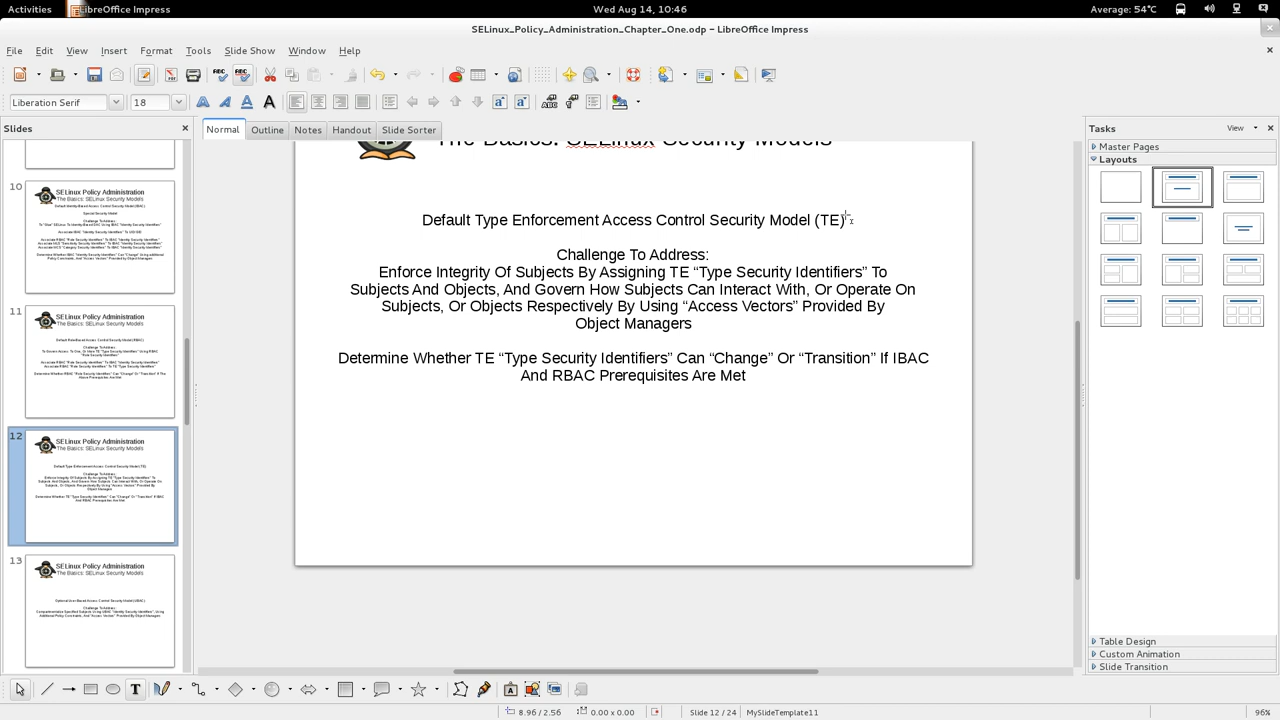 Activities LibreOffice Impress Wed Aug 14, 10:46 Average: 54°C
SELinux_Policy_Administration_Chapter_One.odp – LibreOffice Impress
File Edit View Insert Format Tools Slide Show Window Help
Liberation Serif 18
Slides
Normal Outline Notes Handout Slide Sorter
Tasks View
Master Pages
Layouts
10
SELinux Policy Administration
The Basics: SELinux Security Models
11
SELinux Policy Administration
The Basics: SELinux Security Models
12
SELinux Policy Administration
The Basics: SELinux Security Models
13
SELinux Policy Administration
The Basics: SELinux Security Models
The Basics: SELinux Security Models
Default Type Enforcement Access Control Security Model (TE)
Challenge To Address:
Enforce Integrity Of Subjects By Assigning TE “Type Security Identifiers” To
Subjects And Objects, And Govern How Subjects Can Interact With, Or Operate On
Subjects, Or Objects Respectively By Using “Access Vectors” Provided By
Object Managers
Determine Whether TE “Type Security Identifiers” Can “Change” Or “Transition” If IBAC
And RBAC Prerequisites Are Met
Table Design
Custom Animation
Slide Transition
8.96 / 2.56 0.00 x 0.00 Slide 12 / 24 MySlideTemplate11 96%